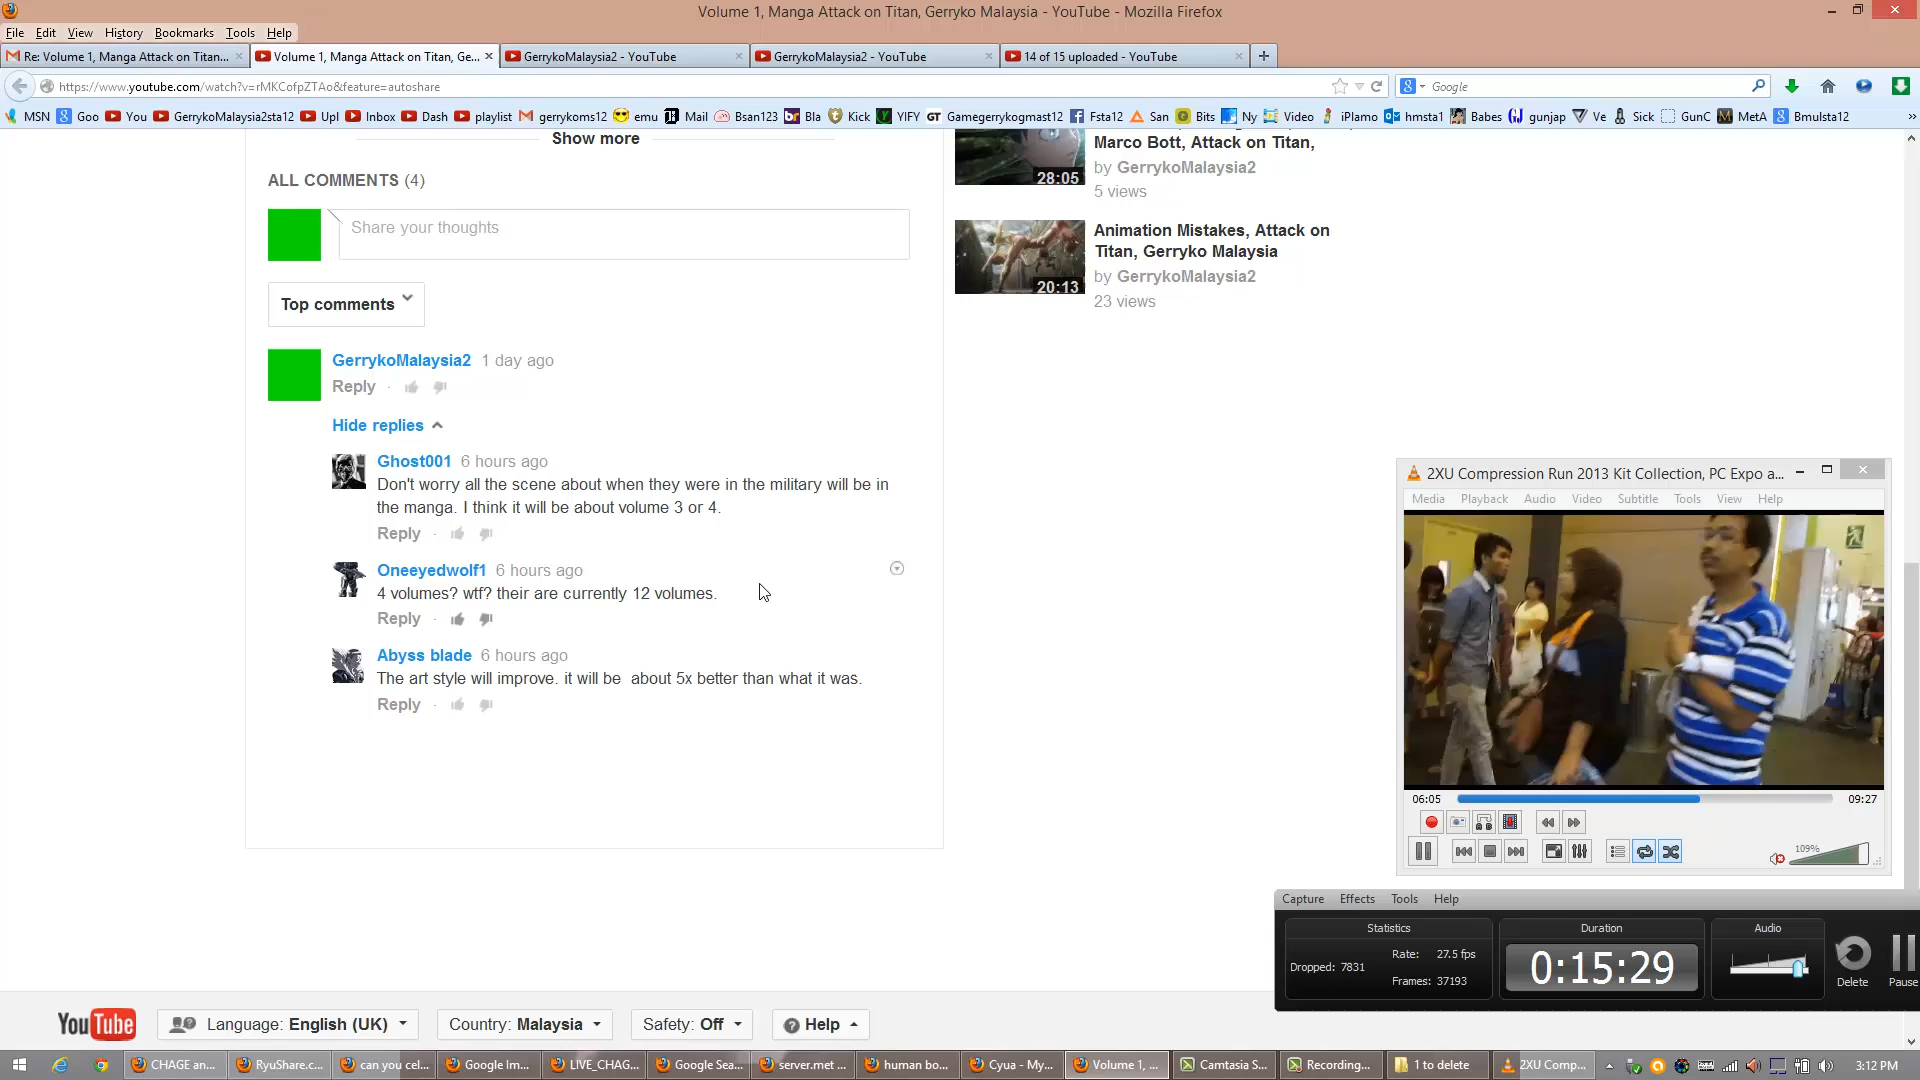 Volume 1, Manga Attack on Titan, Gerryko Malaysia - YouTube - Mozilla Firefox
File Edit View History Bookmarks Tools Help
Re: Volume 1, Manga Attack on Titan...
Volume 1, Manga Attack on Titan, Ge...
GerrykoMalaysia2 - YouTube
GerrykoMalaysia2 - YouTube
14 of 15 uploaded - YouTube
https://www.youtube.com/watch?v=rMKCofpZTAo&feature=autoshare
Google
MSN Goo You GerrykoMalaysia2sta12 Upl Inbox Dash playlist gerrykoms12 emu Mail Bsan123 Bla Kick YIFY Gamegerrykogmast12 Fsta12 San Bits Ny Video iPlamo hmsta1 Babes gunjap Ve Sick GunC MetA Bmulsta12
Show more
ALL COMMENTS (4)
Share your thoughts
Top comments
GerrykoMalaysia2 1 day ago
Reply
Hide replies
Ghost001 6 hours ago
Don't worry all the scene about when they were in the military will be in
the manga. I think it will be about volume 3 or 4.
Reply
Oneeyedwolf1 6 hours ago
4 volumes? wtf? their are currently 12 volumes.
Reply
Abyss blade 6 hours ago
The art style will improve. it will be  about 5x better than what it was.
Reply
28:05
Marco Bott, Attack on Titan,
by GerrykoMalaysia2
5 views
20:13
Animation Mistakes, Attack on
Titan, Gerryko Malaysia
by GerrykoMalaysia2
23 views
2XU Compression Run 2013 Kit Collection, PC Expo a...
Media Playback Audio Video Subtitle Tools View Help
06:05
09:27
109%
Capture Effects Tools Help
Statistics
Dropped: 7831
Rate: 27.5 fps
Frames: 37193
Duration
0:15:29
Audio
Delete
Pause
YouTube
Language: English (UK)
Country: Malaysia
Safety: Off
Help
CHAGE an...
RyuShare.c...
can you cel...
Google Im...
LIVE_CHAG...
Google Sea...
server.met ...
human bo...
Cyua - My...
Volume 1, ...
Camtasia S...
Recording...
1 to delete
2XU Comp...
3:12 PM